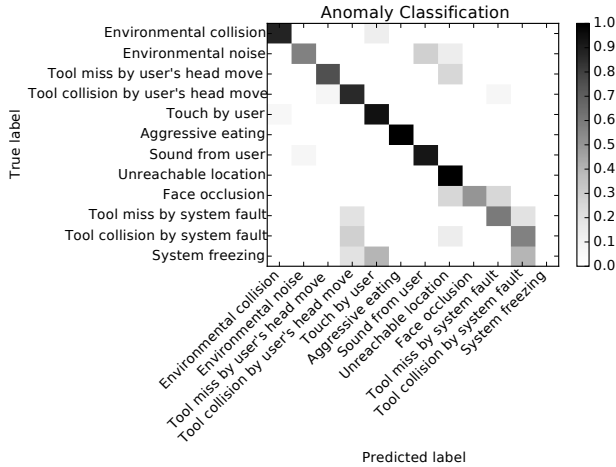 Anomaly Classification
True label
Environmental collision
Environmental noise
Tool miss by user's head move
Tool collision by user's head move
Touch by user
Aggressive eating
Sound from user
Unreachable location
Face occlusion
Tool miss by system fault
Tool collision by system fault
System freezing
Environmental collision
Environmental noise
Tool miss by user's head move
Tool collision by user's head move
Touch by user
Aggressive eating
Sound from user
Unreachable location
Face occlusion
Tool miss by system fault
Tool collision by system fault
System freezing
Predicted label
1.0
0.9
0.8
0.7
0.6
0.5
0.4
0.3
0.2
0.1
0.0